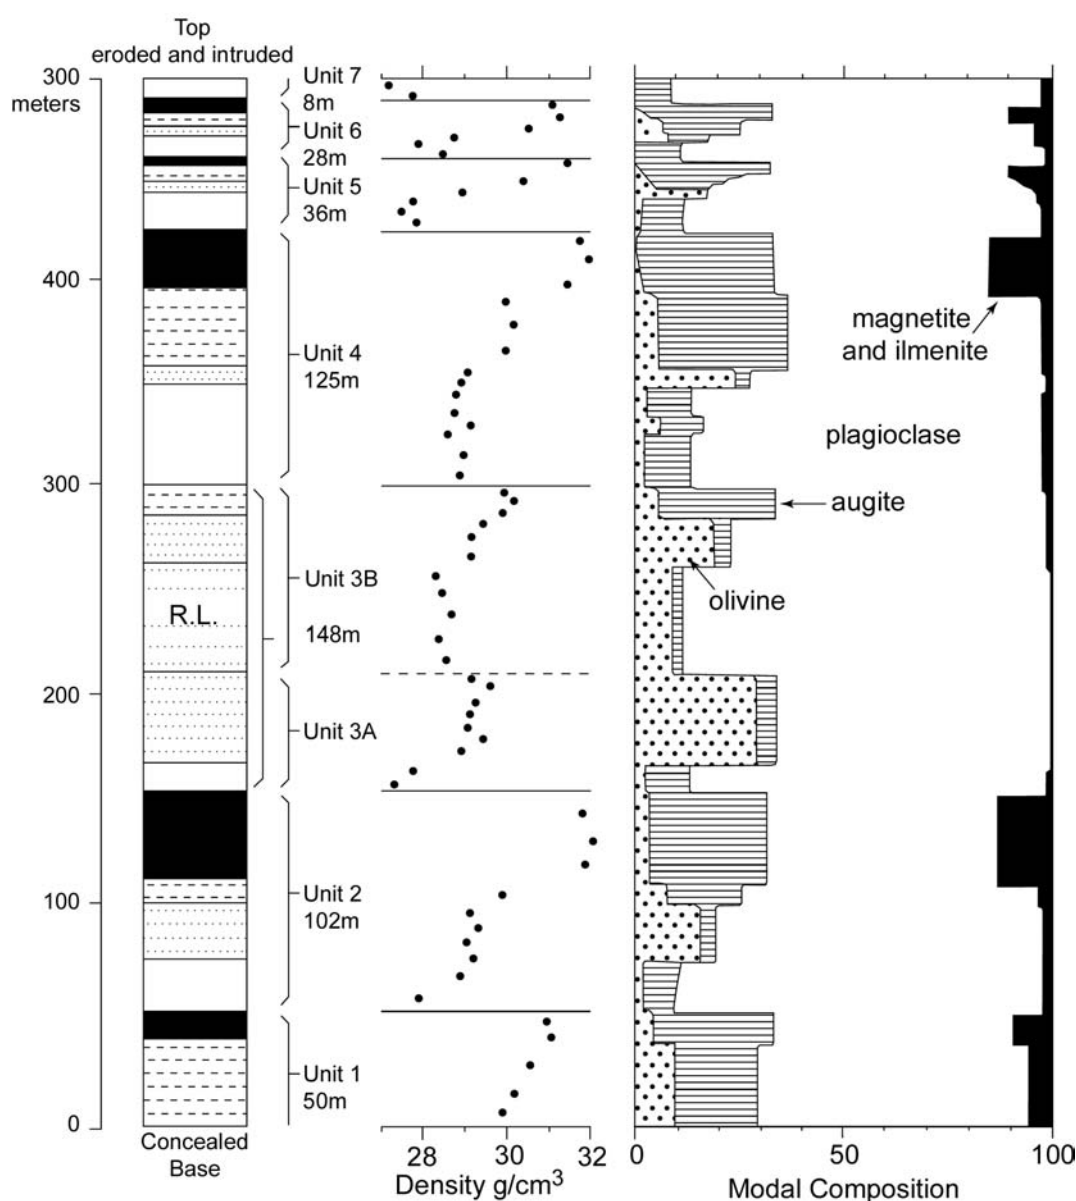 Top
eroded and intruded
300
meters
400
300
200
100
0
R.L.
Concealed
Base
Unit 7
8m
Unit 6
28m
Unit 5
36m
Unit 4
125m
Unit 3B
148m
Unit 3A
Unit 2
102m
Unit 1
50m
28 30 32
Density g/cm³
magnetite
and ilmenite
plagioclase
augite
olivine
0 50 100
Modal Composition